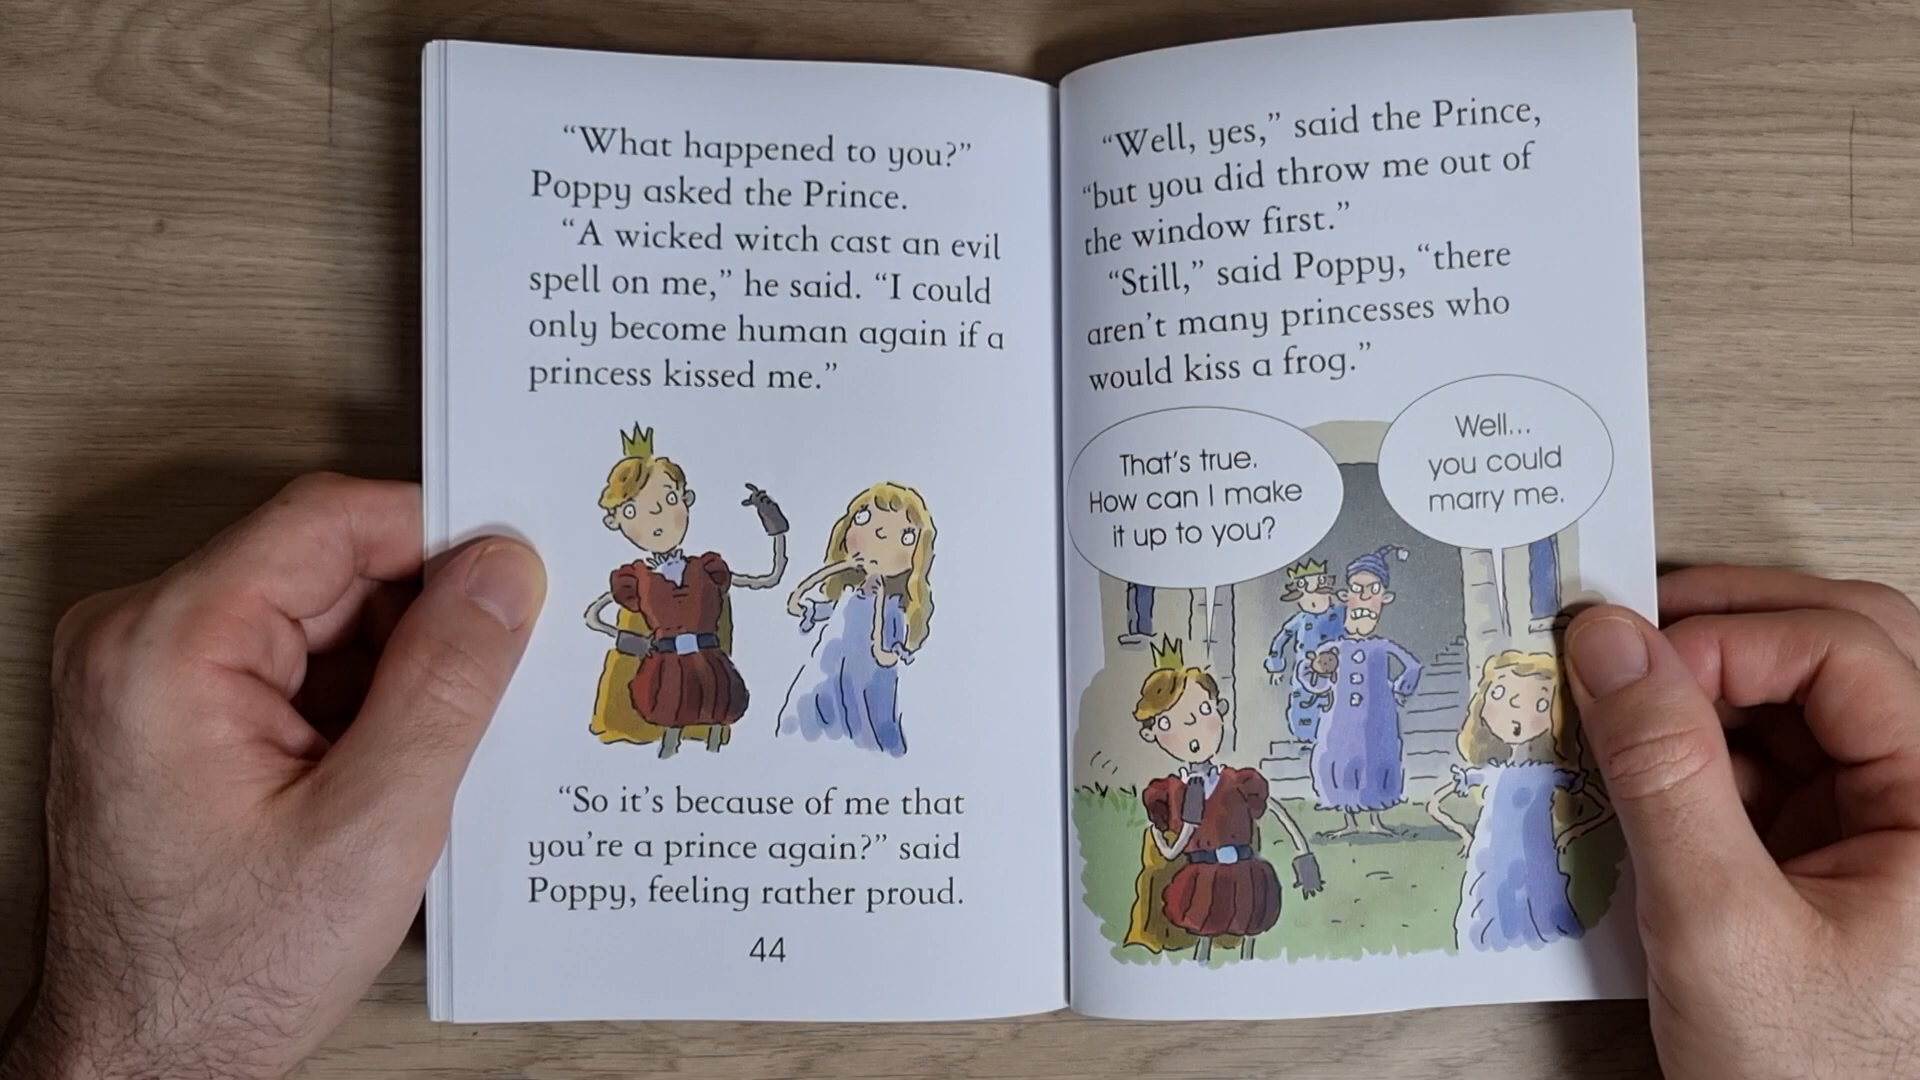 “What happened to you?”
Poppy asked the Prince.
“A wicked witch cast an evil
spell on me,” he said. “I could
only become human again if a
princess kissed me.”
“So it’s because of me that
you’re a prince again?” said
Poppy, feeling rather proud.
44
“Well, yes,” said the Prince,
“but you did throw me out of
the window first.”
“Still,” said Poppy, “there
aren’t many princesses who
would kiss a frog.”
That’s true.
How can I make
it up to you?
Well...
you could
marry me.